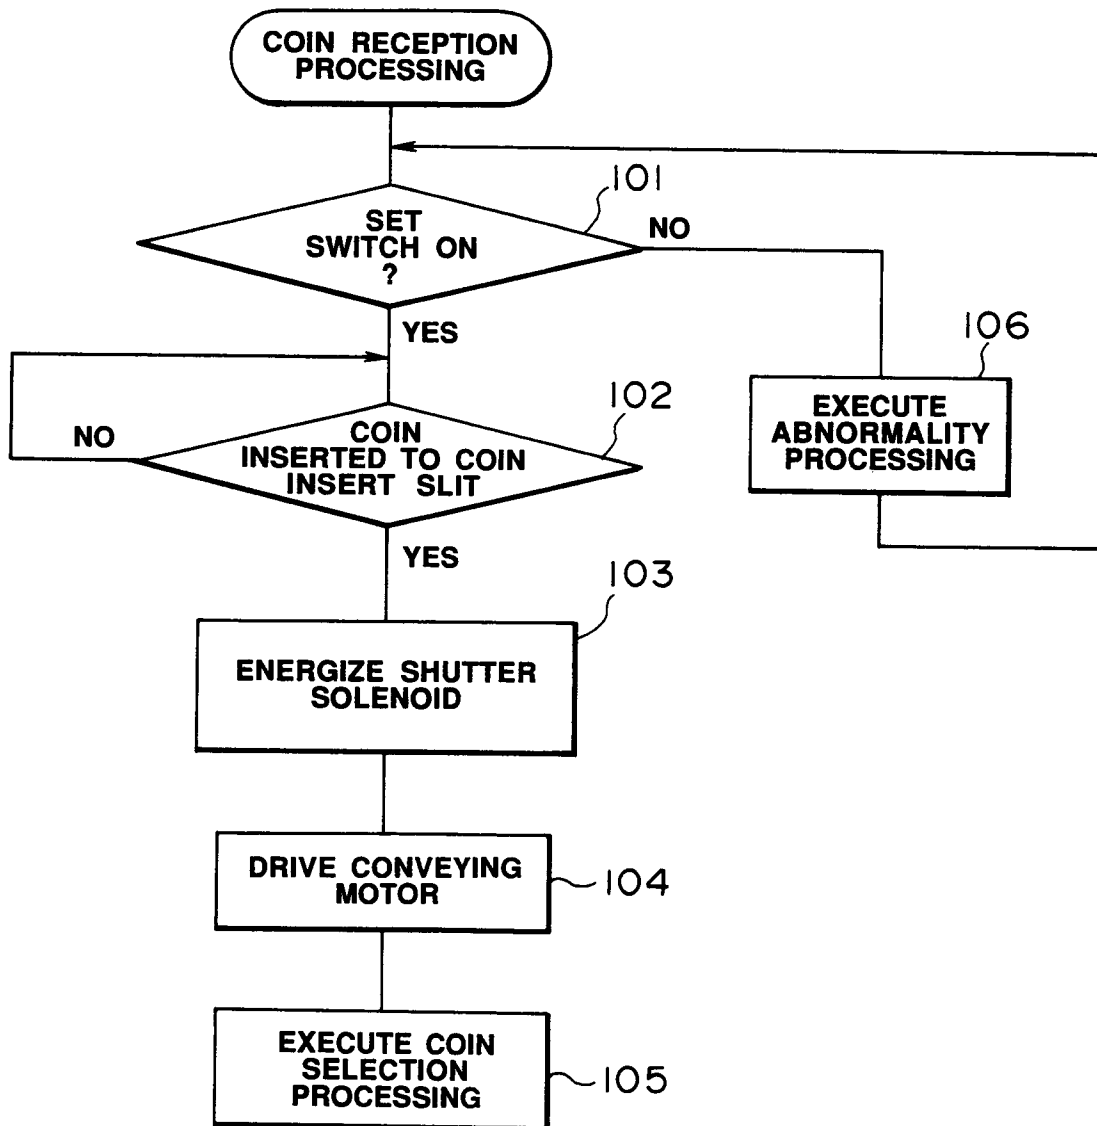 COIN RECEPTION
PROCESSING
101
SET
SWITCH ON
?
NO
YES
106
EXECUTE
ABNORMALITY
PROCESSING
102
NO
COIN
INSERTED TO COIN
INSERT SLIT
YES
103
ENERGIZE SHUTTER
SOLENOID
DRIVE CONVEYING
MOTOR
104
EXECUTE COIN
SELECTION
PROCESSING
105